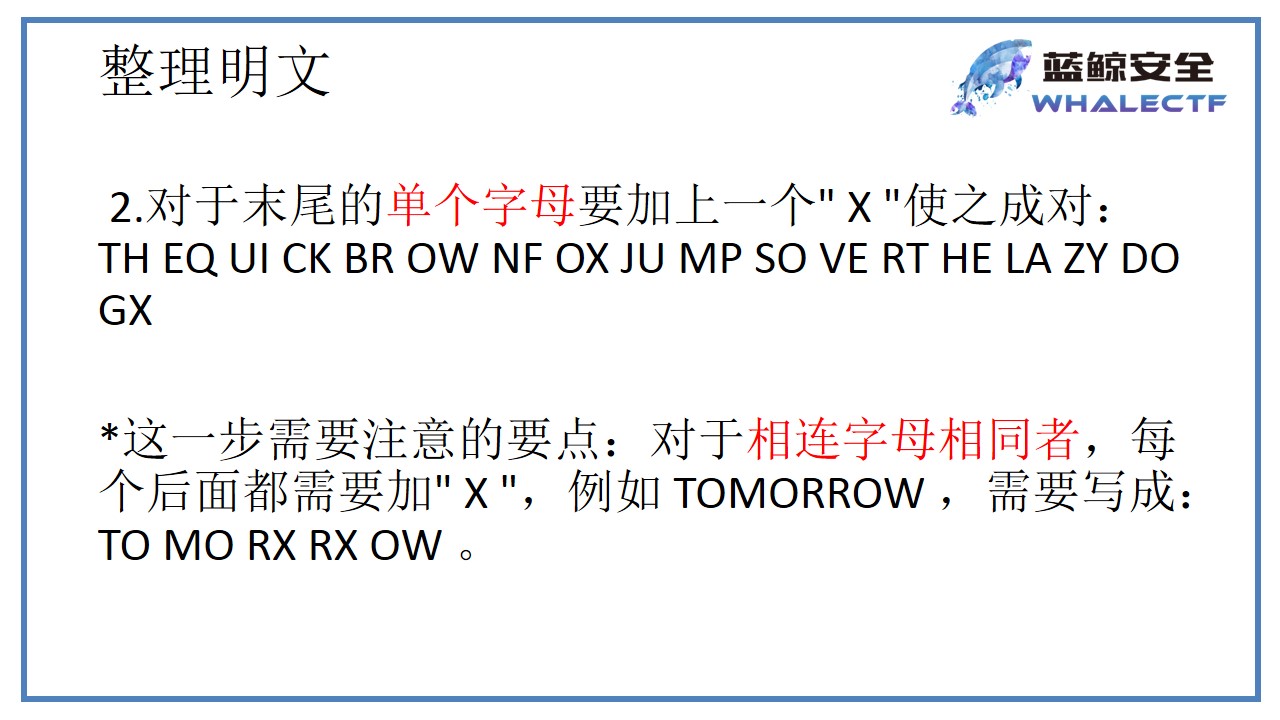 整理明文
蓝鲸安全
WHALECTF
2.对于末尾的单个字母要加上一个" X "使之成对：
TH EQ UI CK BR OW NF OX JU MP SO VE RT HE LA ZY DO
GX
*这一步需要注意的要点：对于相连字母相同者，每
个后面都需要加" X "，例如 TOMORROW ，需要写成：
TO MO RX RX OW 。